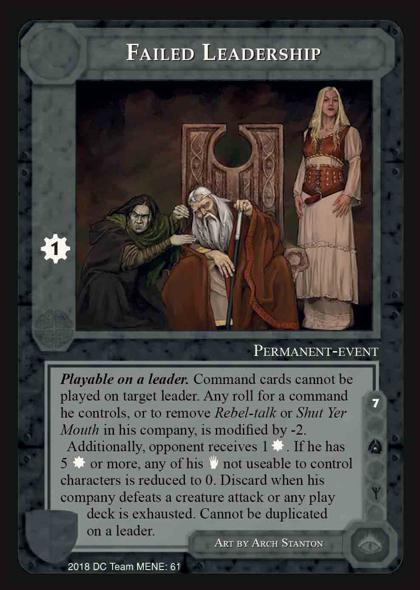 Failed Leadership
1
Permanent-event
Playable on a leader. Command cards cannot be
played on target leader. Any roll for a command
he controls, or to remove Rebel-talk or Shut Yer
Mouth in his company, is modified by -2.
Additionally, opponent receives 1 . If he has
5 or more, any of his not useable to control
characters is reduced to 0. Discard when his
company defeats a creature attack or any play
deck is exhausted. Cannot be duplicated
on a leader.
7
Art by Arch Stanton
2018 DC Team MENE: 61